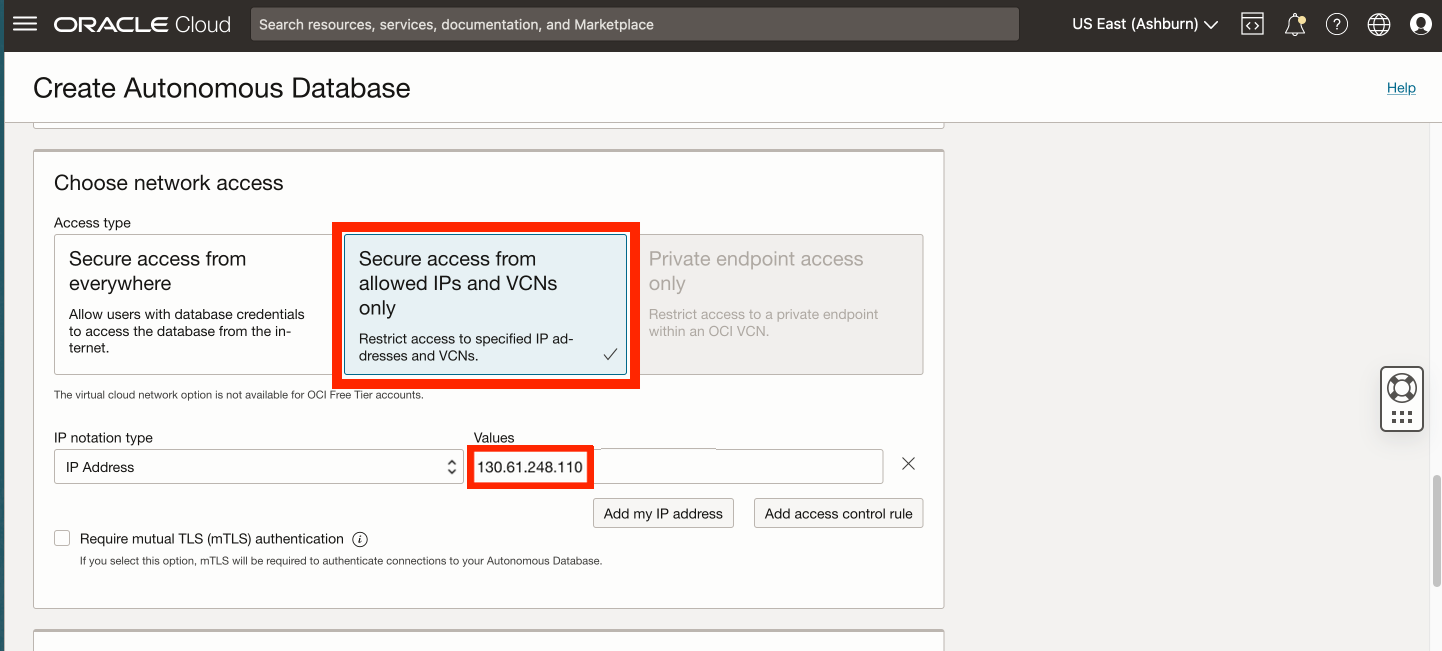 ORACLE Cloud
Search resources, services, documentation, and Marketplace
US East (Ashburn)
Create Autonomous Database
Help
Choose network access
Access type
Secure access from
everywhere
Allow users with database credentials
to access the database from the in-
ternet.
Secure access from
allowed IPs and VCNs
only
Restrict access to specified IP ad-
dresses and VCNs.
Private endpoint access
only
Restrict access to a private endpoint
within an OCI VCN.
The virtual cloud network option is not available for OCI Free Tier accounts.
IP notation type
IP Address
Values
130.61.248.110
Add my IP address
Add access control rule
Require mutual TLS (mTLS) authentication
If you select this option, mTLS will be required to authenticate connections to your Autonomous Database.